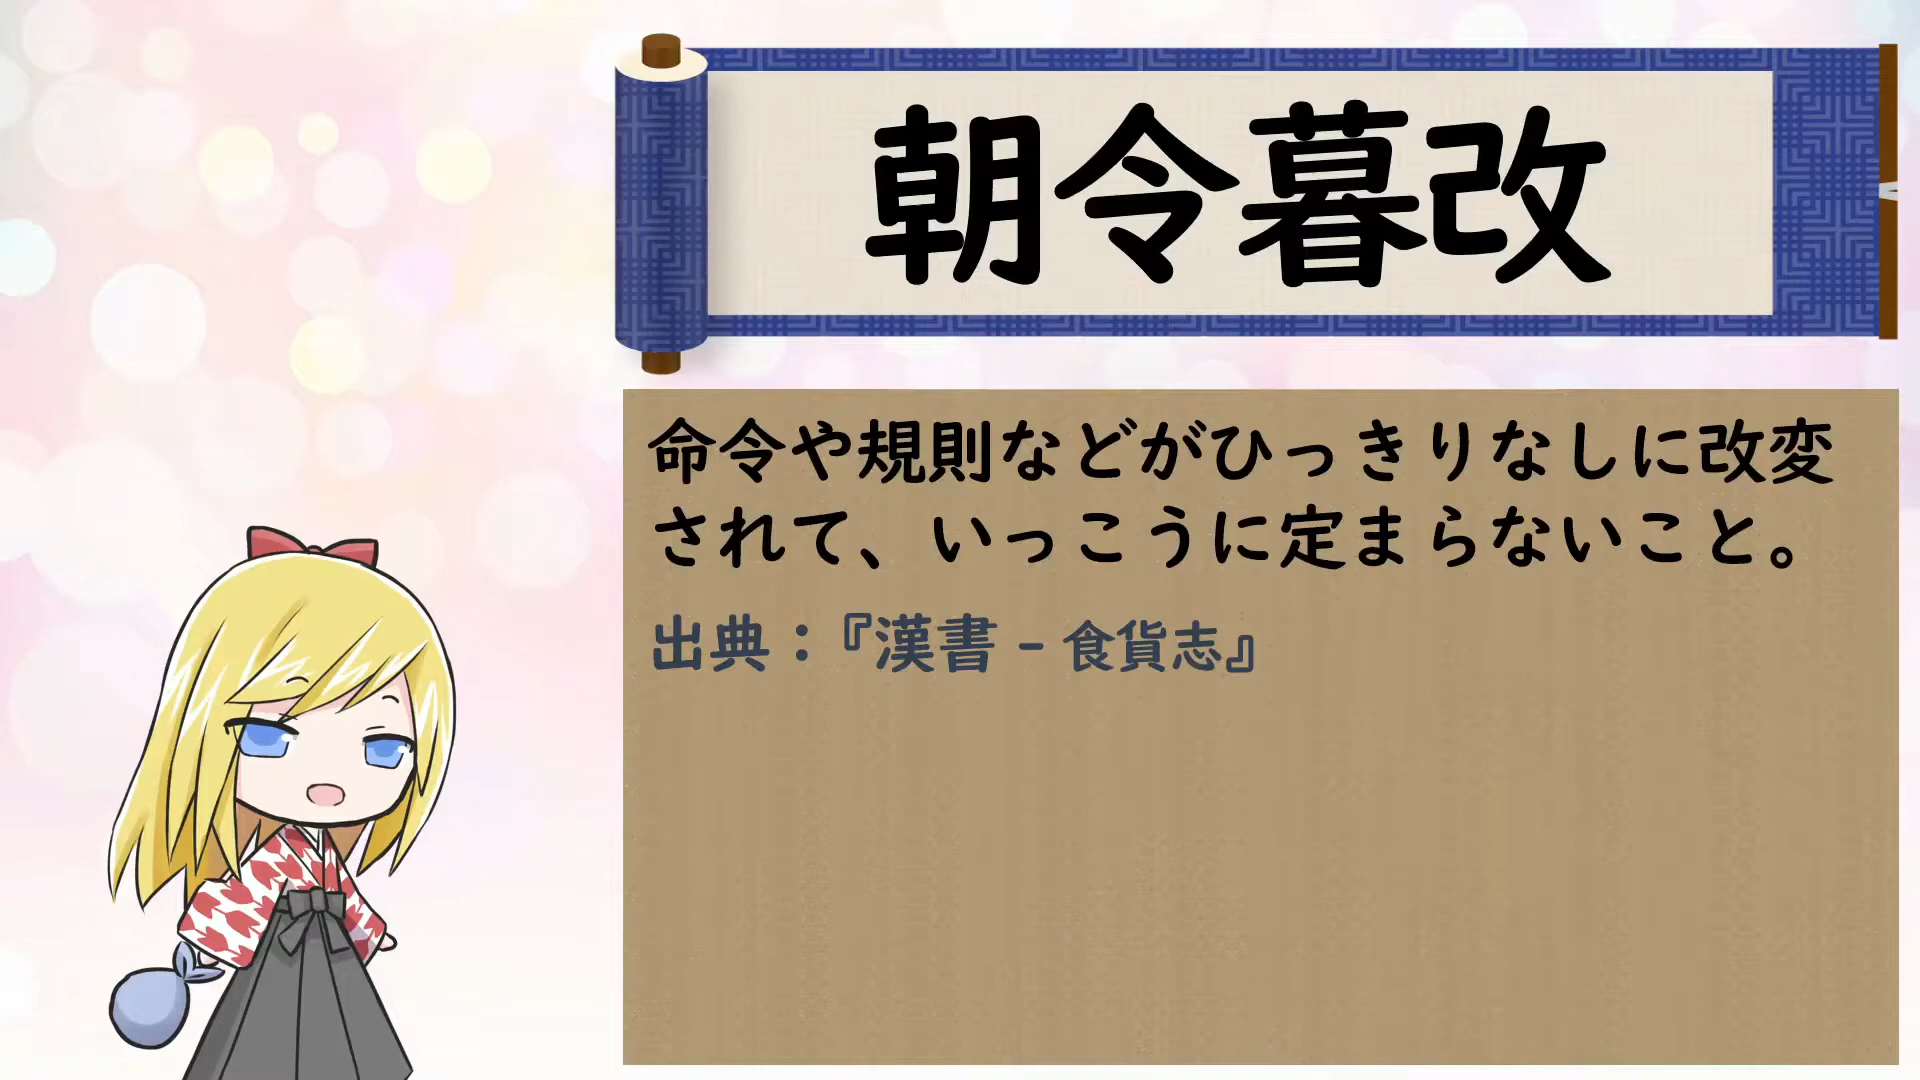 朝令暮改
命令や規則などがひっきりなしに改変
されて、いっこうに定まらないこと。
出典：『漢書 – 食貨志』